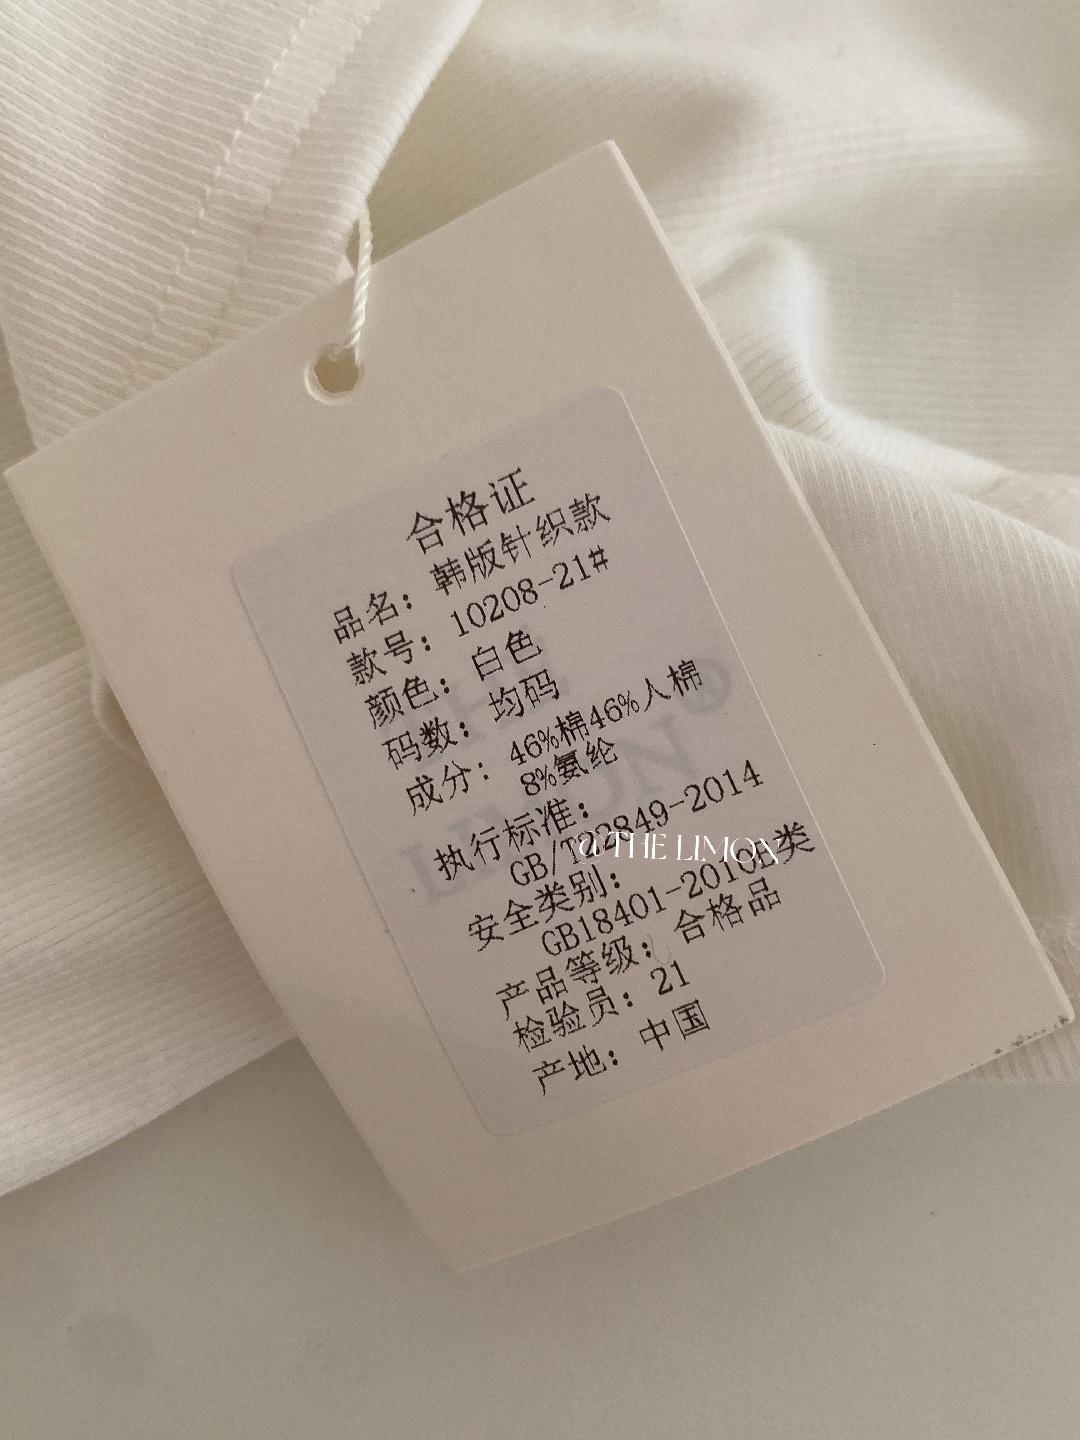 合格证
品名：韩版针织款
款号：10208-21#
颜色：白色
码数：均码
成分：46%棉46%人棉
8%氨纶
执行标准：
GB/T22849-2014
@THE LIMON
安全类别：
GB18401-2010B类
产品等级：合格品
检验员：21
产地：中国